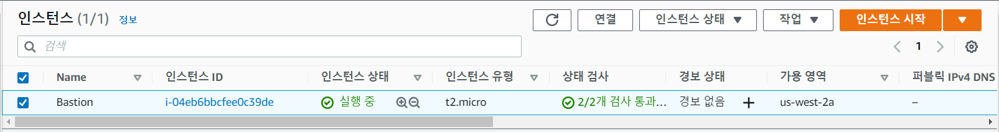 인스턴스 (1/1) 정보
연결 인스턴스 상태 작업 인스턴스 시작
검색
1
Name 인스턴스 ID 인스턴스 상태 인스턴스 유형 상태 검사 경보 상태 가용 영역 퍼블릭 IPv4 DNS
Bastion i-04eb6bbcfee0c39de 실행 중 t2.micro 2/2개 검사 통과... 경보 없음 + us-west-2a –